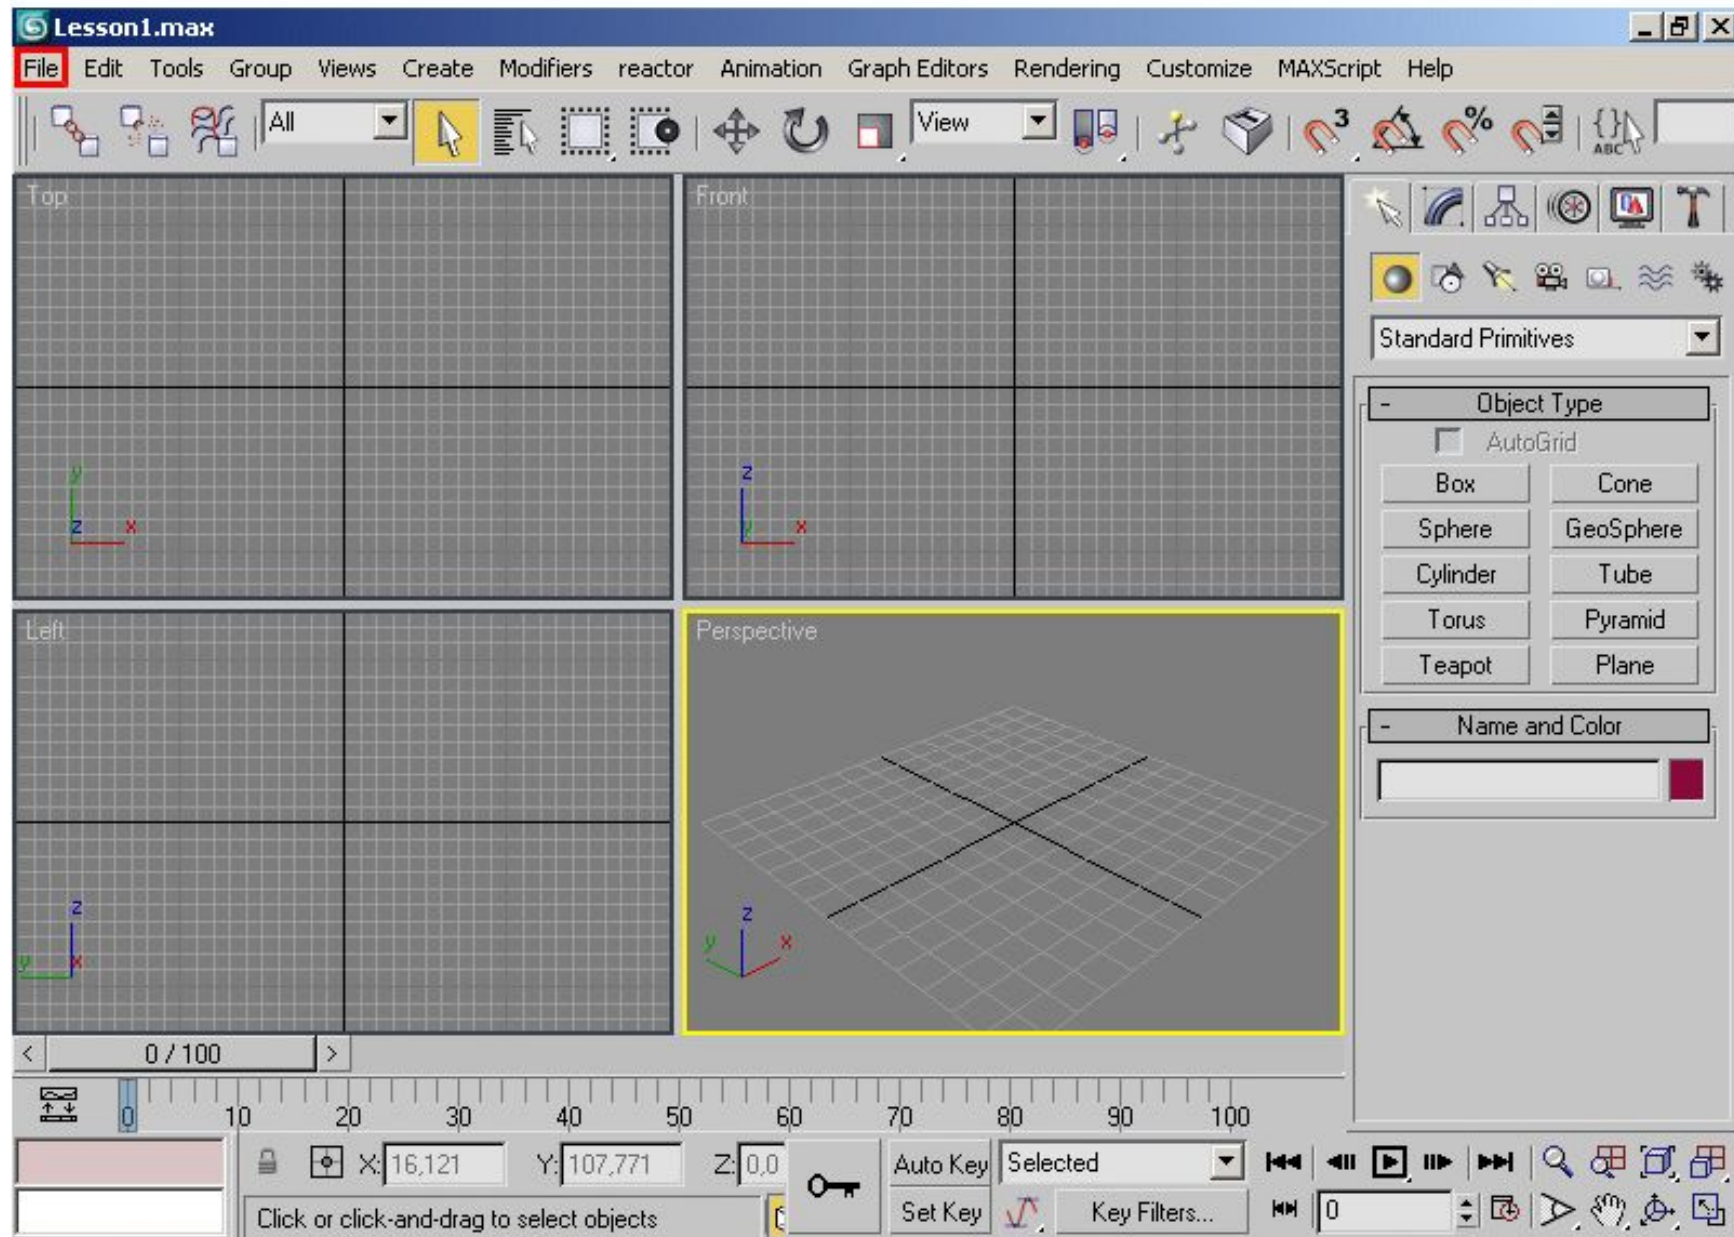 Lesson1.max
File Edit Tools Group Views Create Modifiers reactor Animation Graph Editors Rendering Customize MAXScript Help
All View 3 % {} ABC
Top Front
y z x
z y x
Standard Primitives
- Object Type
AutoGrid
Box Cone
Sphere GeoSphere
Cylinder Tube
Torus Pyramid
Teapot Plane
- Name and Color
Left Perspective
z y x
z y x
< 0 / 100 >
0 10 20 30 40 50 60 70 80 90 100
X: 16,121 Y: 107,771 Z: 0,0 Auto Key Selected
Click or click-and-drag to select objects Set Key Key Filters... 0